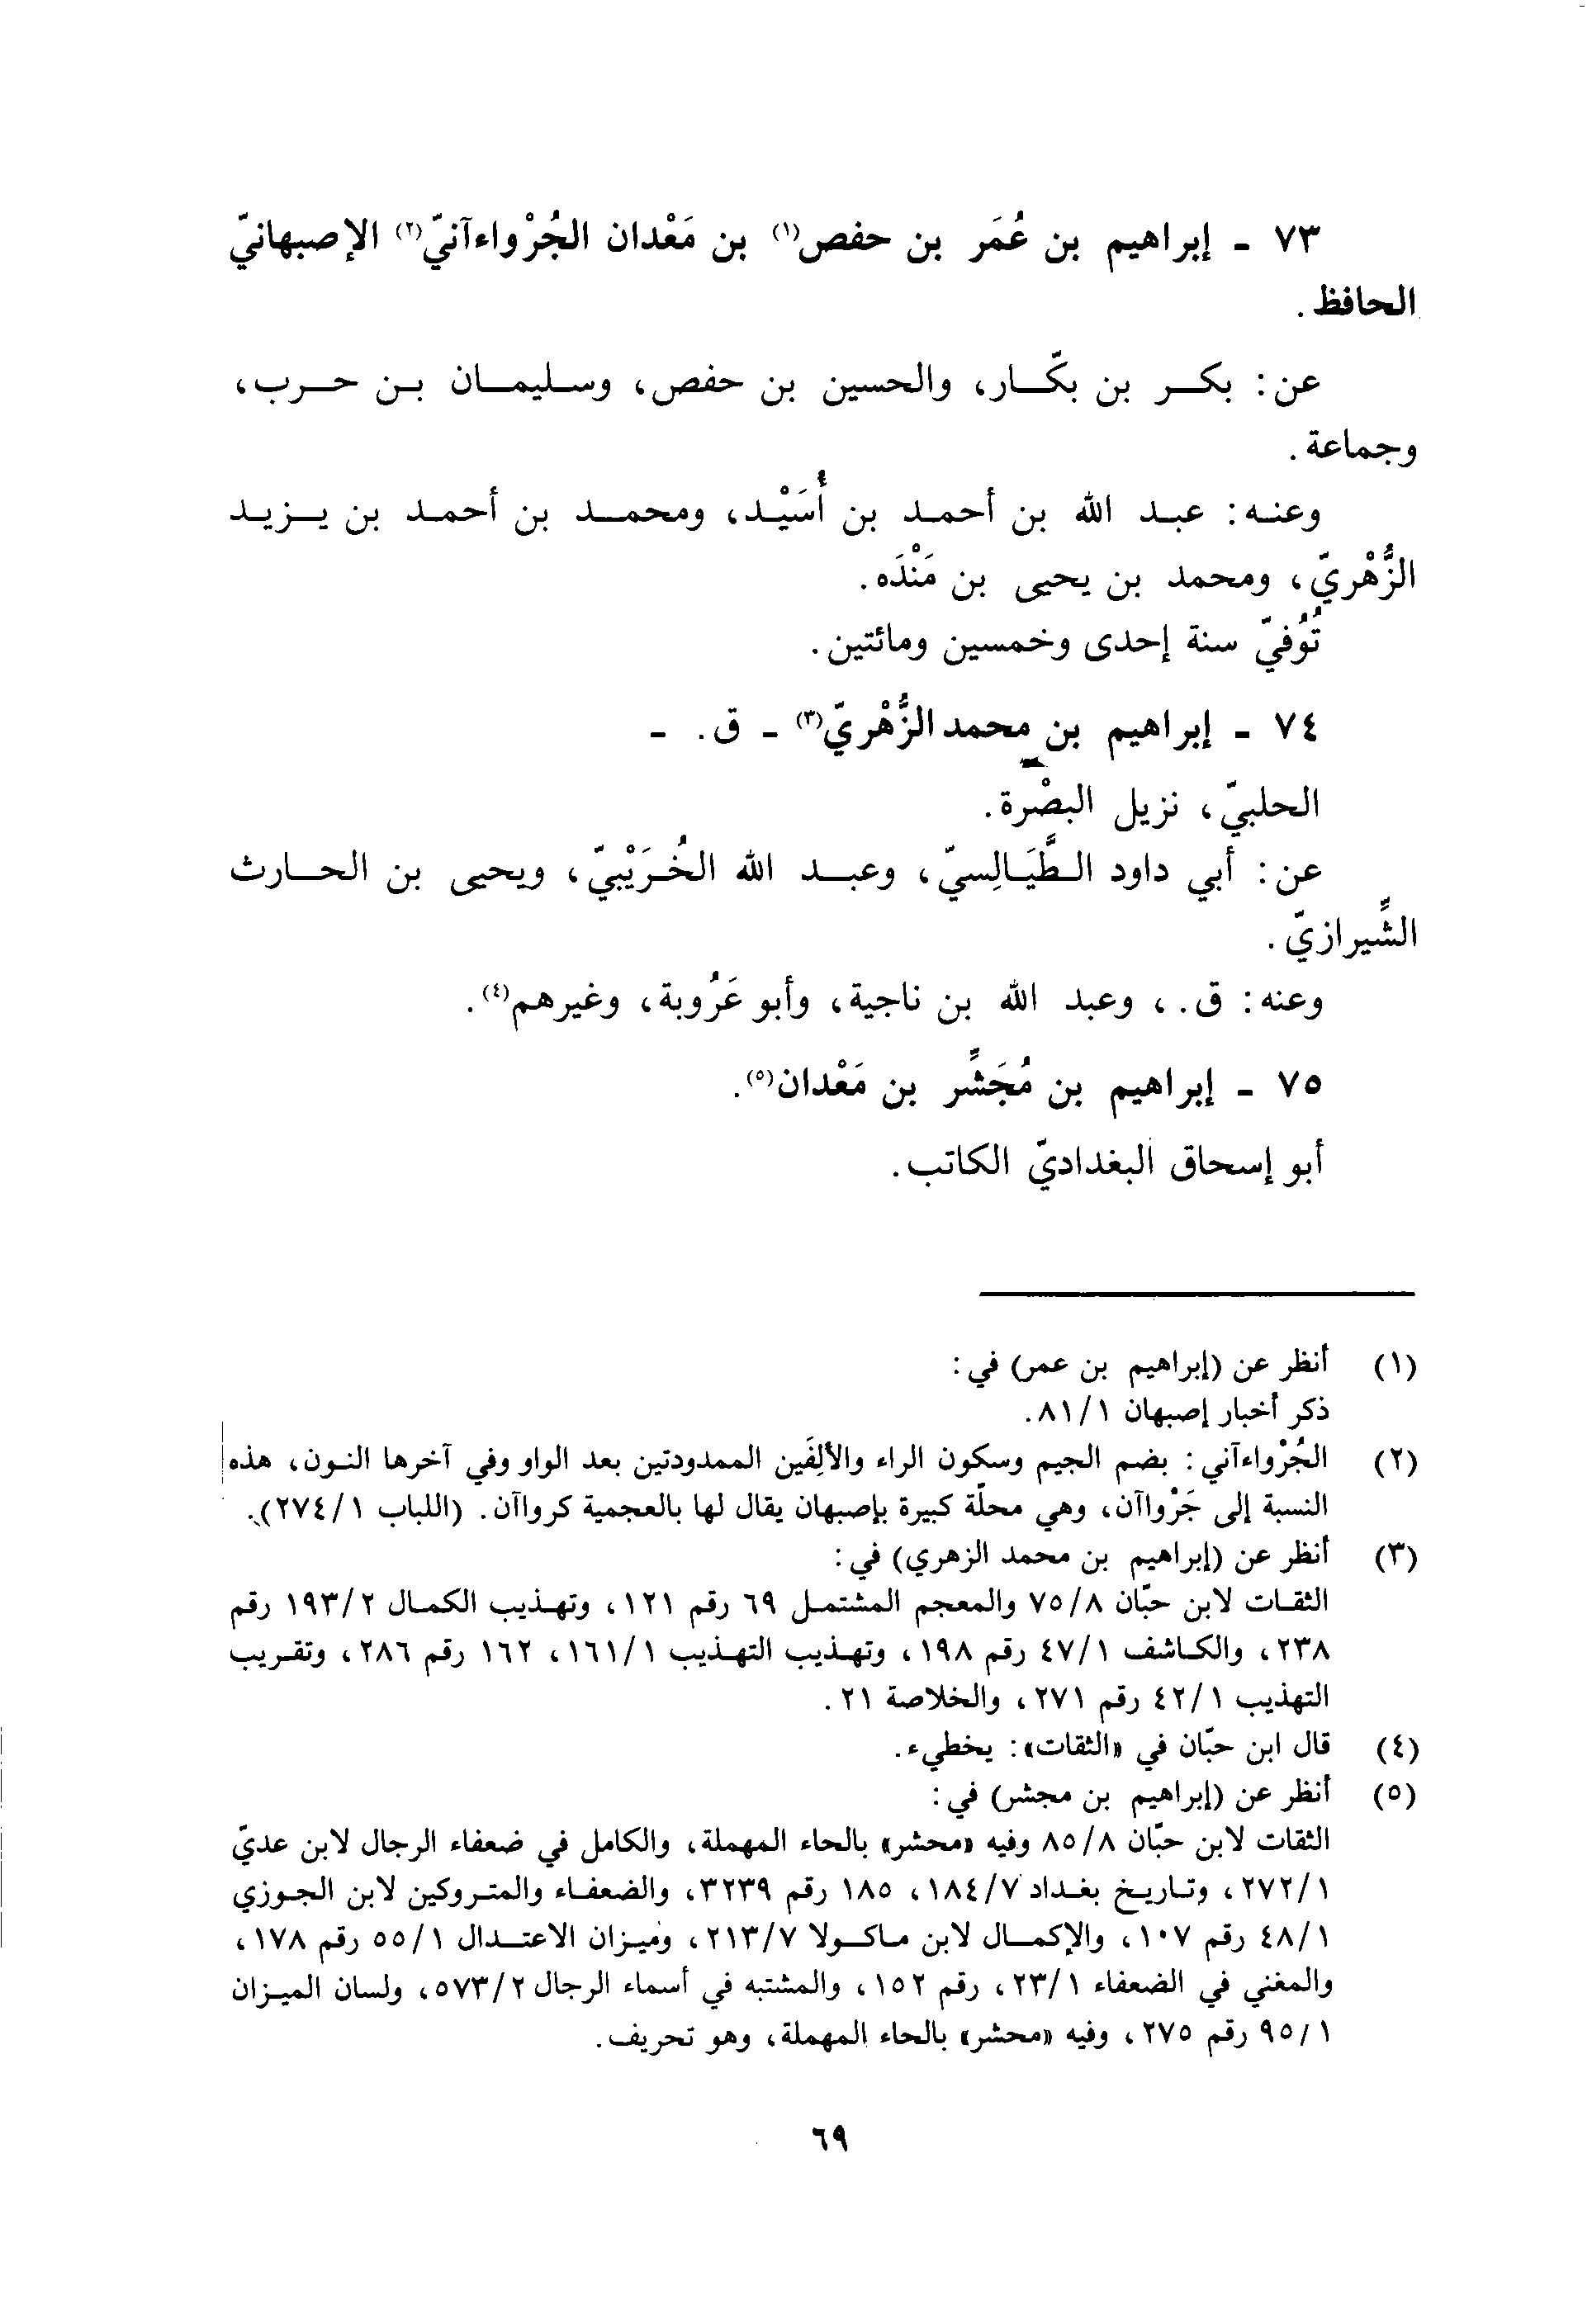 ٧٣ - إبراهيم بن عُمَر بن حفص(١) بن مَعْدان الجُرْواءآنيّ(٢) الإصبهانيّ
الحافظ.
عن: بكر بن بكّار، والحسين بن حفص، وسليمان بن حرب،
وجماعة.
وعنه: عبد الله بن أحمد بن أُسَيْد، ومحمد بن أحمد بن يزيد
الزُّهْريّ، ومحمد بن يحيى بن مَنْدَه.
تُوُفيّ سنة إحدى وخمسين ومائتين.
٧٤ - إبراهيم بن محمد الزُّهْريّ(٣) - ق. -
الحلبيّ، نزيل البصْرة.
عن: أبي داود الطَّيَالِسيّ، وعبد الله الخُرَيْبيّ، ويحيى بن الحارث
الشِّيرازيّ.
وعنه: ق.، وعبد الله بن ناجية، وأبو عَرُوبة، وغيرهم(٤).
٧٥ - إبراهيم بن مُجَشِّر بن مَعْدان(٥).
أبو إسحاق البغداديّ الكاتب.
(١) أنظر عن (إبراهيم بن عمر) في:
ذكر أخبار إصبهان ٨١/١.
(٢) الجُرْواءآني: بضم الجيم وسكون الراء والألِفَين الممدودتين بعد الواو وفي آخرها النون، هذه
النسبة إلى جَرْواآن، وهي محلّة كبيرة بإصبهان يقال لها بالعجمية كرواآن. (اللباب ٢٧٤/١).
(٣) أنظر عن (إبراهيم بن محمد الزهري) في:
الثقات لابن حبّان ٧٥/٨ والمعجم المشتمل ٦٩ رقم ١٢١، وتهذيب الكمال ١٩٣/٢ رقم
٢٣٨، والكاشف ٤٧/١ رقم ١٩٨، وتهذيب التهذيب ١٦١/١، ١٦٢ رقم ٢٨٦، وتقريب
التهذيب ٤٢/١ رقم ٢٧١، والخلاصة ٢١.
(٤) قال ابن حبّان في «الثقات»: يخطيء.
(٥) أنظر عن (إبراهيم بن مجشر) في:
الثقات لابن حبّان ٨٥/٨ وفيه «محشر» بالحاء المهملة، والكامل في ضعفاء الرجال لابن عديّ
٢٧٢/١، وتاريخ بغداد ١٨٤/٧، ١٨٥ رقم ٣٢٣٩، والضعفاء والمتروكين لابن الجوزي
٤٨/١ رقم ١٠٧، والإكمال لابن ماكولا ٢١٣/٧، وميزان الاعتدال ٥٥/١ رقم ١٧٨،
والمغني في الضعفاء ٢٣/١، رقم ١٥٢، والمشتبه في أسماء الرجال ٥٧٣/٢، ولسان الميزان
٩٥/١ رقم ٢٧٥، وفيه «محشر» بالحاء المهملة، وهو تحريف.
٦٩